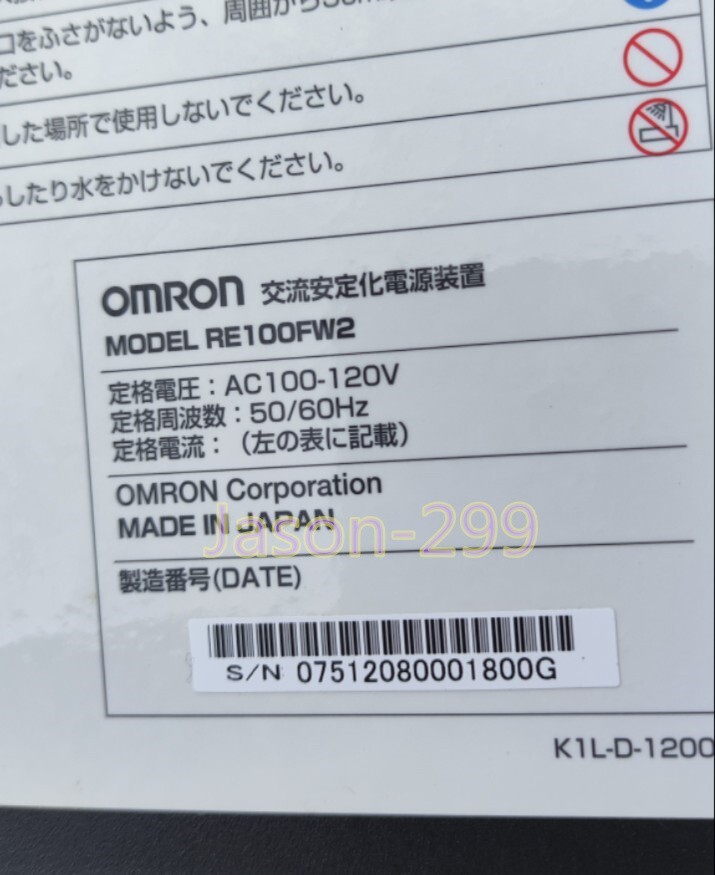 口をふさがないよう、周囲から
ださい。
した場所で使用しないでください。
したり水をかけないでください。
OMRON 交流安定化電源装置
MODEL RE100FW2
定格電圧：AC100-120V
定格周波数：50/60Hz
定格電流：（左の表に記載）
OMRON Corporation
MADE IN JAPAN
Jason-299
製造番号(DATE)
S/N 07512080001800G
K1L-D-1200